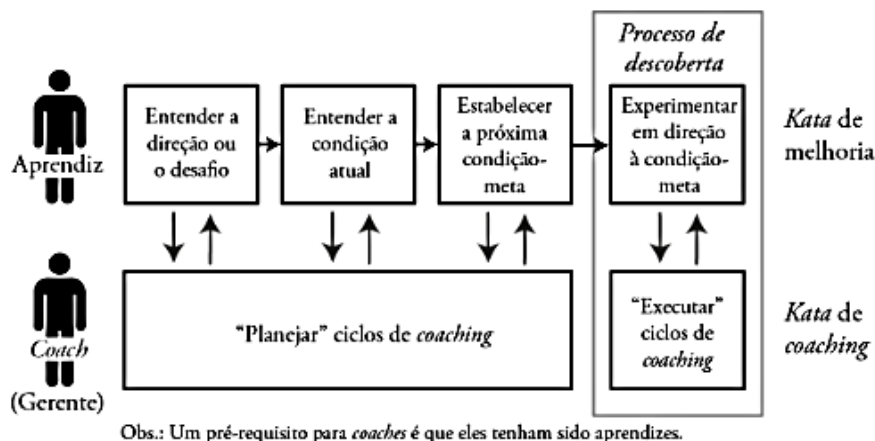 Processo de
descoberta
Aprendiz
Entender a
direção ou
o desafio
Entender a
condição
atual
Estabelecer
a próxima
condição-
meta
Experimentar
em direção
à condição-
meta
Kata de
melhoria
Coach
(Gerente)
"Planejar" ciclos de coaching
"Executar"
ciclos de
coaching
Kata de
coaching
Obs.: Um pré-requisito para coaches é que eles tenham sido aprendizes.